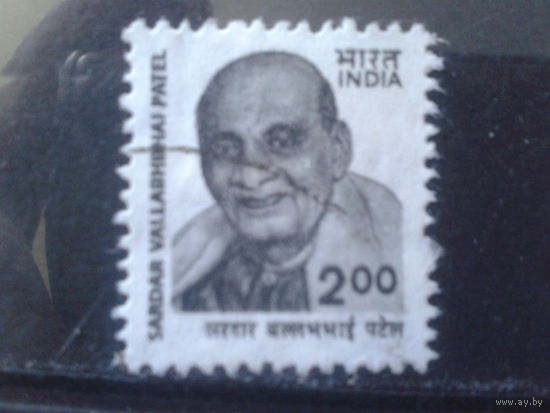 भारत
INDIA
SARDAR VALLABHBHAI PATEL
2.00
सरदार वल्लभभाई पटेल
www.ay.by